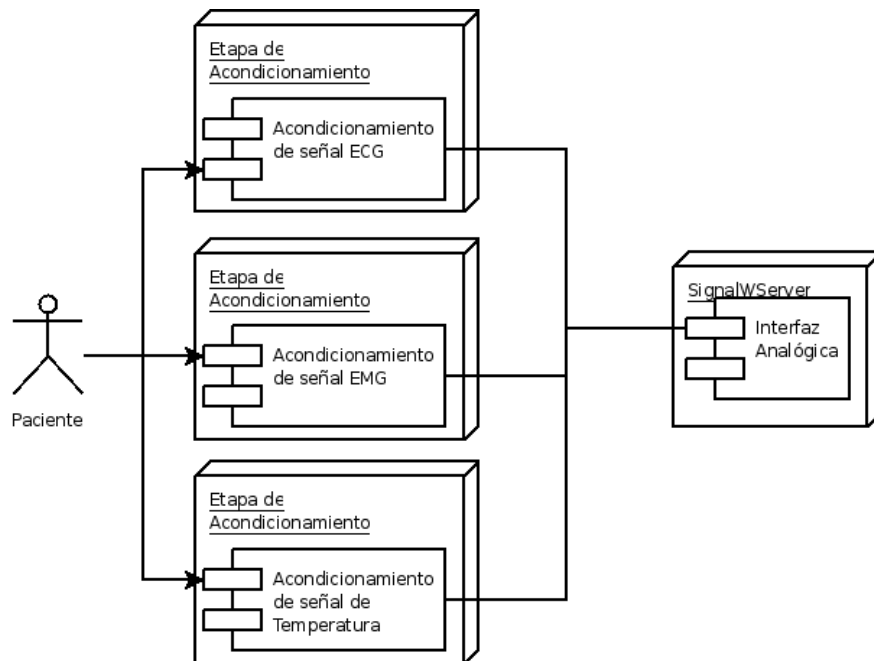 Etapa de
Acondicionamiento
Acondicionamiento
de señal ECG
Etapa de
Acondicionamiento
Acondicionamiento
de señal EMG
Etapa de
Acondicionamiento
Acondicionamiento
de señal de
Temperatura
Paciente
SignalWServer
Interfaz
Analógica